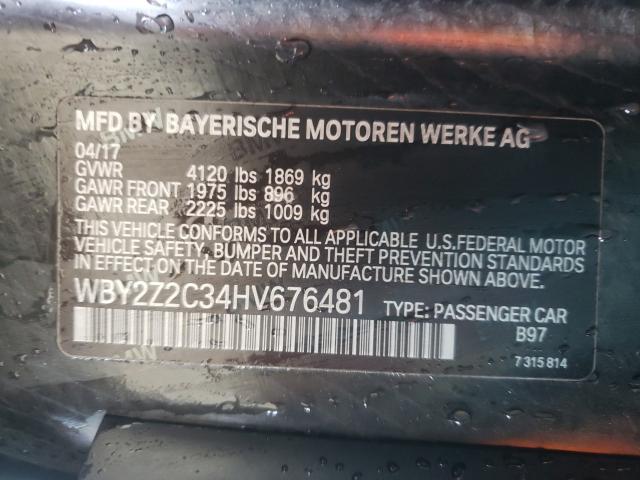 MFD BY BAYERISCHE MOTOREN WERKE AG
04/17
GVWR 4120 lbs 1869 kg
GAWR FRONT 1975 lbs 896 kg
GAWR REAR 2225 lbs 1009 kg
THIS VEHICLE CONFORMS TO ALL APPLICABLE U.S.FEDERAL MOTOR
VEHICLE SAFETY, BUMPER AND THEFT PREVENTION STANDARDS
IN EFFECT ON THE DATE OF MANUFACTURE SHOWN ABOVE.
WBY2Z2C34HV676481 TYPE: PASSENGER CAR
B97
7 315 814